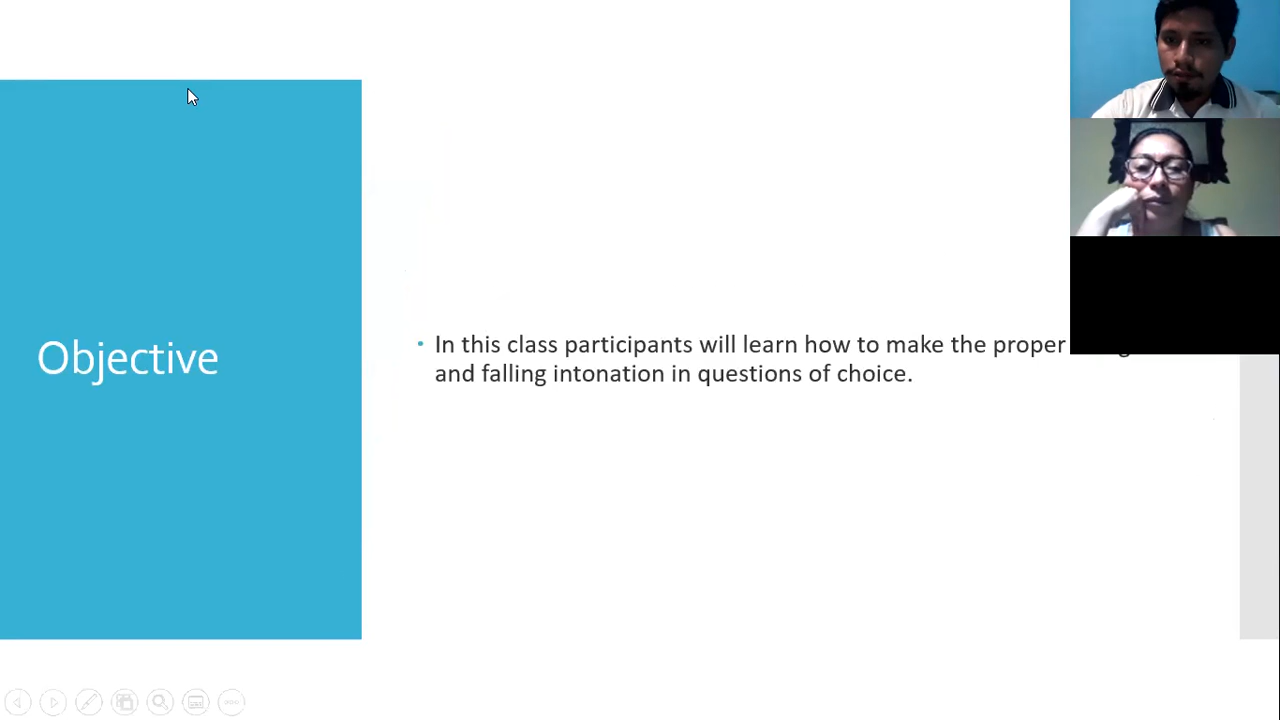 Objective
In this class participants will learn how to make the proper
and falling intonation in questions of choice.